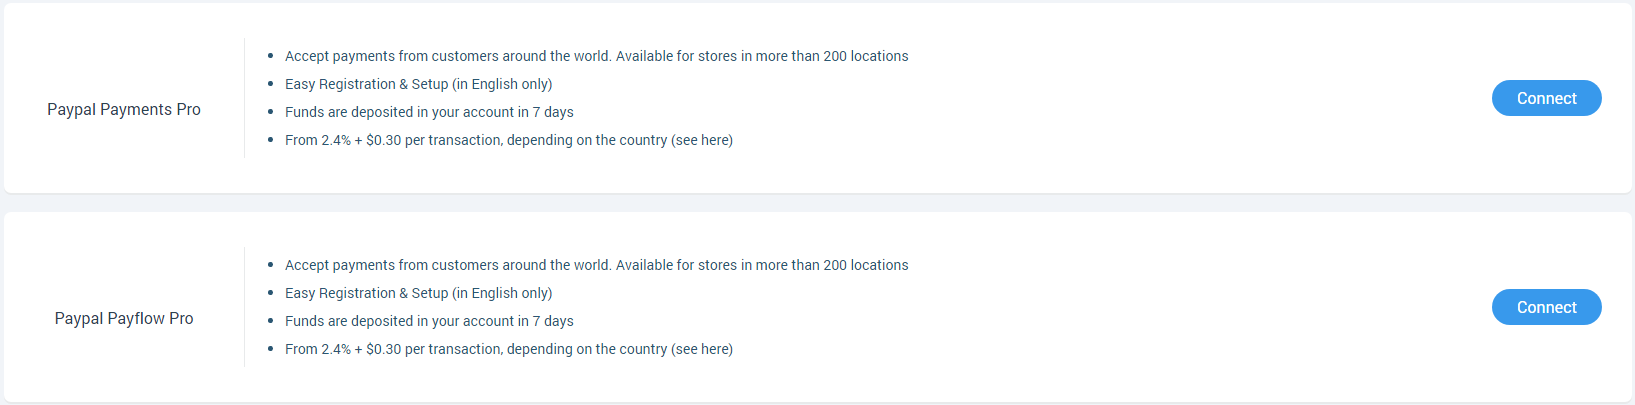 Paypal Payments Pro
Accept payments from customers around the world. Available for stores in more than 200 locations
Easy Registration & Setup (in English only)
Funds are deposited in your account in 7 days
From 2.4% + $0.30 per transaction, depending on the country (see here)
Connect
Paypal Payflow Pro
Accept payments from customers around the world. Available for stores in more than 200 locations
Easy Registration & Setup (in English only)
Funds are deposited in your account in 7 days
From 2.4% + $0.30 per transaction, depending on the country (see here)
Connect